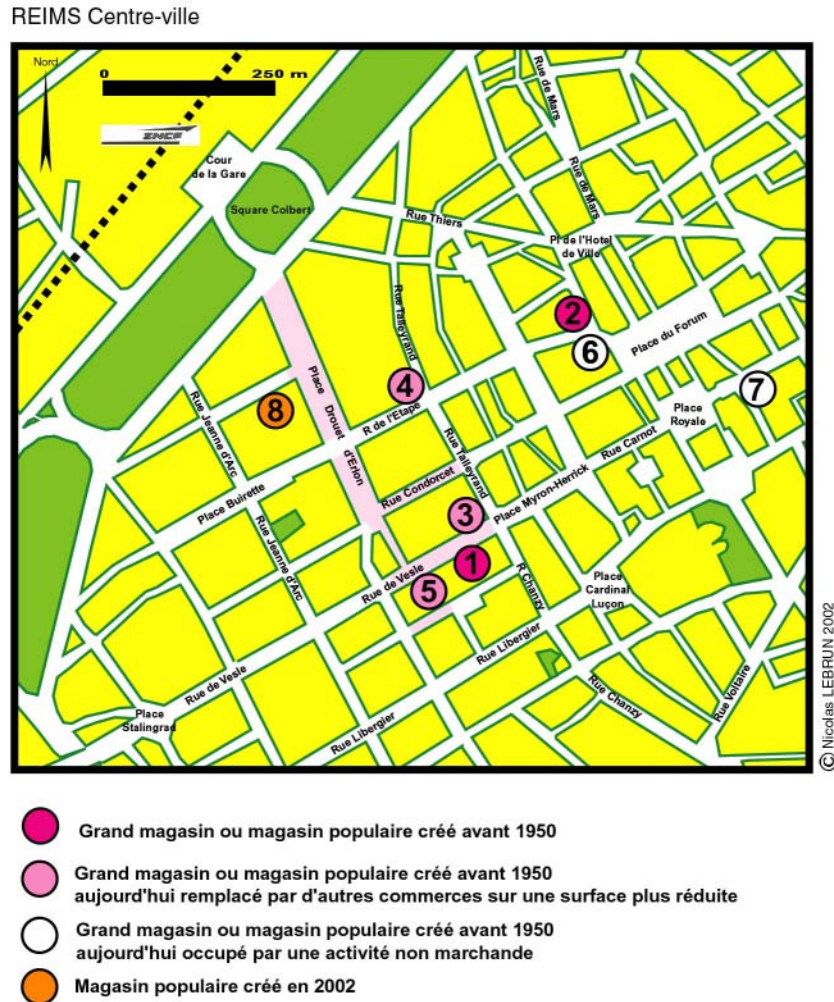 REIMS Centre-ville
Nord
0 250 m
SNCF
Cour
de la Gare
Square Colbert
Rue de Mars
Rue de Mars
Rue Thiers
Pl de l'Hotel
de Ville
Rue Talleyrand
2
6
Place du Forum
7
Place
Royale
4
8
Place Drouet d'Erlon
R de l'Etape
Rue Jeanne d'Arc
Rue Talleyrand
Rue Carnot
Rue Condorcet
Place Buirette
3
Place Myron-Herrick
Rue Jeanne d'Arc
1
Rue de Vesle
5
R Chanzy
Place
Cardinal
Luçon
Rue Libergier
Rue de Vesle
Rue Chanzy
Rue Voltaire
Place
Stalingrad
Rue Libergier
© Nicolas LEBRUN 2002
Grand magasin ou magasin populaire créé avant 1950
Grand magasin ou magasin populaire créé avant 1950
aujourd'hui remplacé par d'autres commerces sur une surface plus réduite
Grand magasin ou magasin populaire créé avant 1950
aujourd'hui occupé par une activité non marchande
Magasin populaire créé en 2002